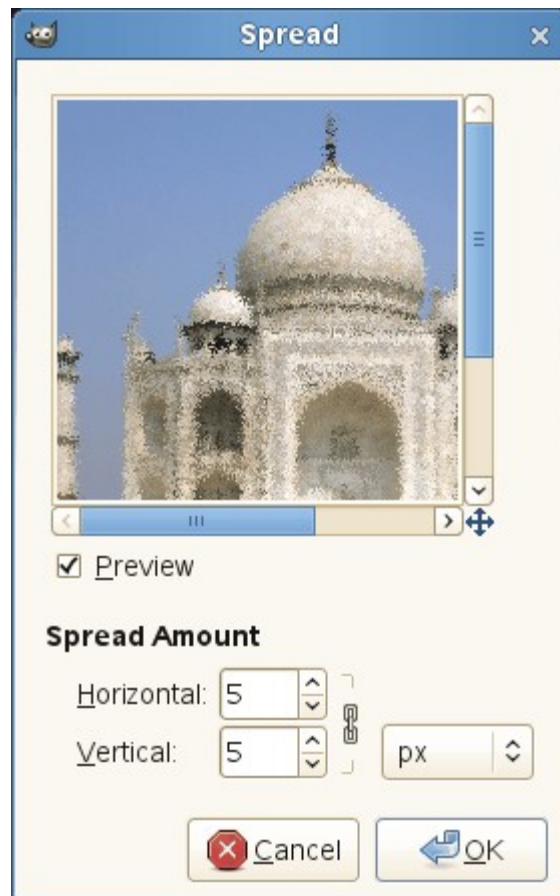 Spread
Preview
Spread Amount
Horizontal: 5
Vertical: 5 px
Cancel OK